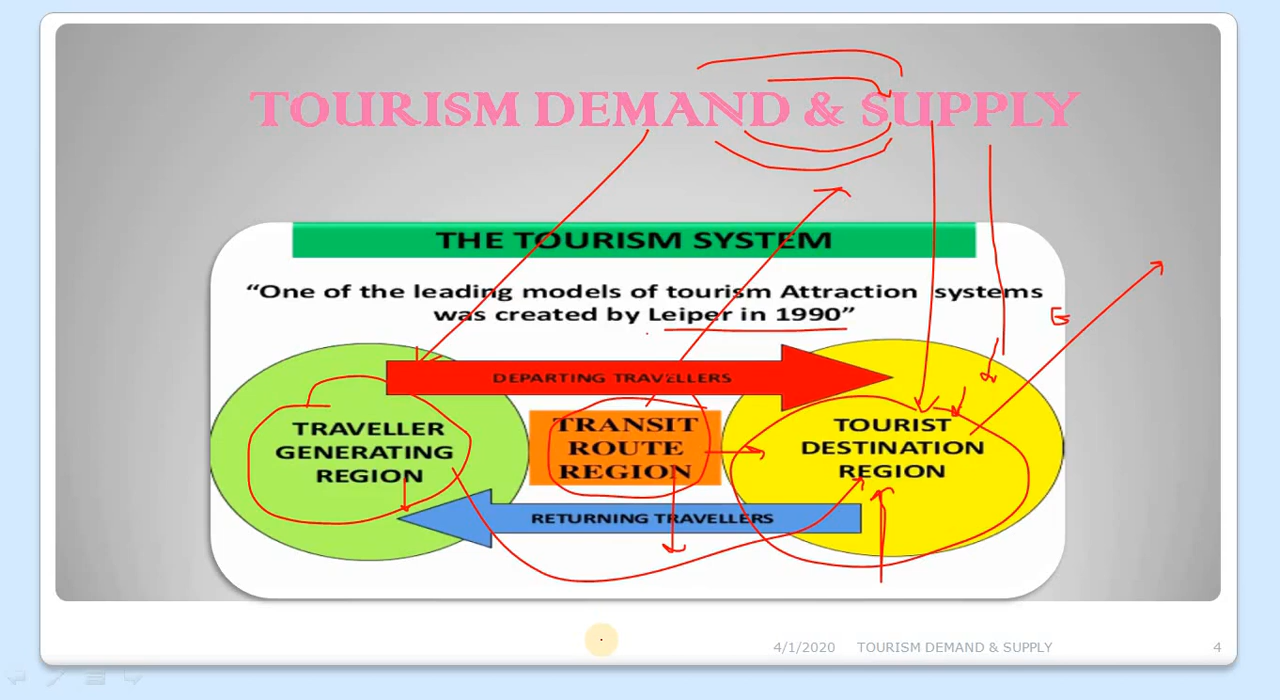 TOURISM DEMAND & SUPPLY
THE TOURISM SYSTEM
“One of the leading models of tourism Attraction systems
was created by Leiper in 1990”
DEPARTING TRAVELLERS
TRAVELLER
GENERATING
REGION
TRANSIT
ROUTE
REGION
TOURIST
DESTINATION
REGION
RETURNING TRAVELLERS
4/1/2020 TOURISM DEMAND & SUPPLY 4